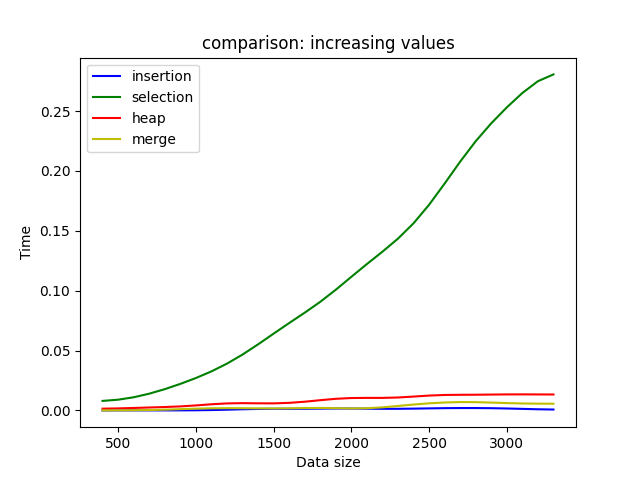 comparison: increasing values
insertion
selection
heap
merge
0.25
0.20
0.15
0.10
0.05
0.00
Time
500
1000
1500
2000
2500
3000
Data size